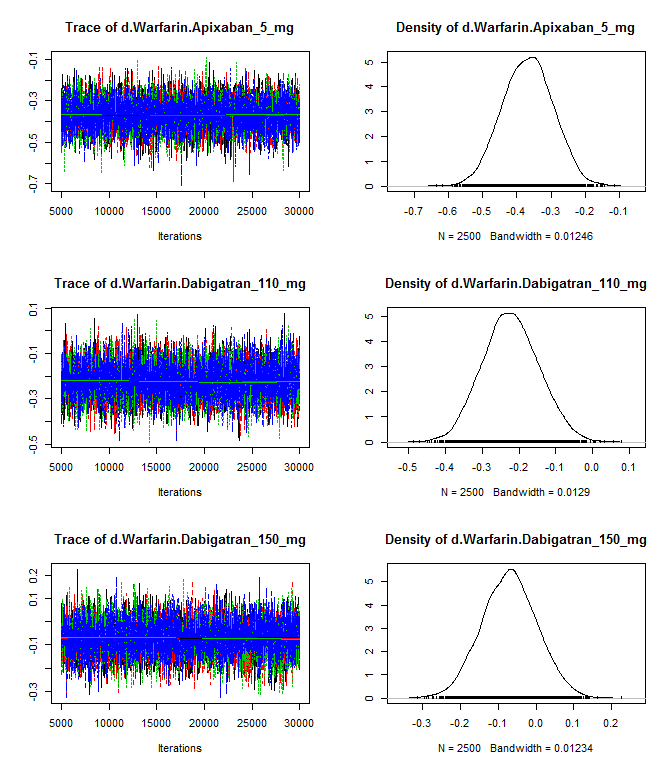 Trace of d.Warfarin.Apixaban_5_mg
-0.1
-0.3
-0.5
-0.7
5000 10000 15000 20000 25000 30000
Iterations
Density of d.Warfarin.Apixaban_5_mg
5
4
3
2
1
0
-0.7 -0.6 -0.5 -0.4 -0.3 -0.2 -0.1
N = 2500 Bandwidth = 0.01246
Trace of d.Warfarin.Dabigatran_110_mg
0.1
-0.1
-0.3
-0.5
5000 10000 15000 20000 25000 30000
Iterations
Density of d.Warfarin.Dabigatran_110_mg
5
4
3
2
1
0
-0.5 -0.4 -0.3 -0.2 -0.1 0.0 0.1
N = 2500 Bandwidth = 0.0129
Trace of d.Warfarin.Dabigatran_150_mg
0.2
0.1
-0.1
-0.3
5000 10000 15000 20000 25000 30000
Iterations
Density of d.Warfarin.Dabigatran_150_mg
5
4
3
2
1
0
-0.3 -0.2 -0.1 0.0 0.1 0.2
N = 2500 Bandwidth = 0.01234